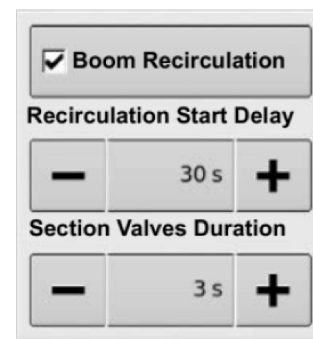 Boom Recirculation
Recirculation Start Delay
30 s
Section Valves Duration
3 s